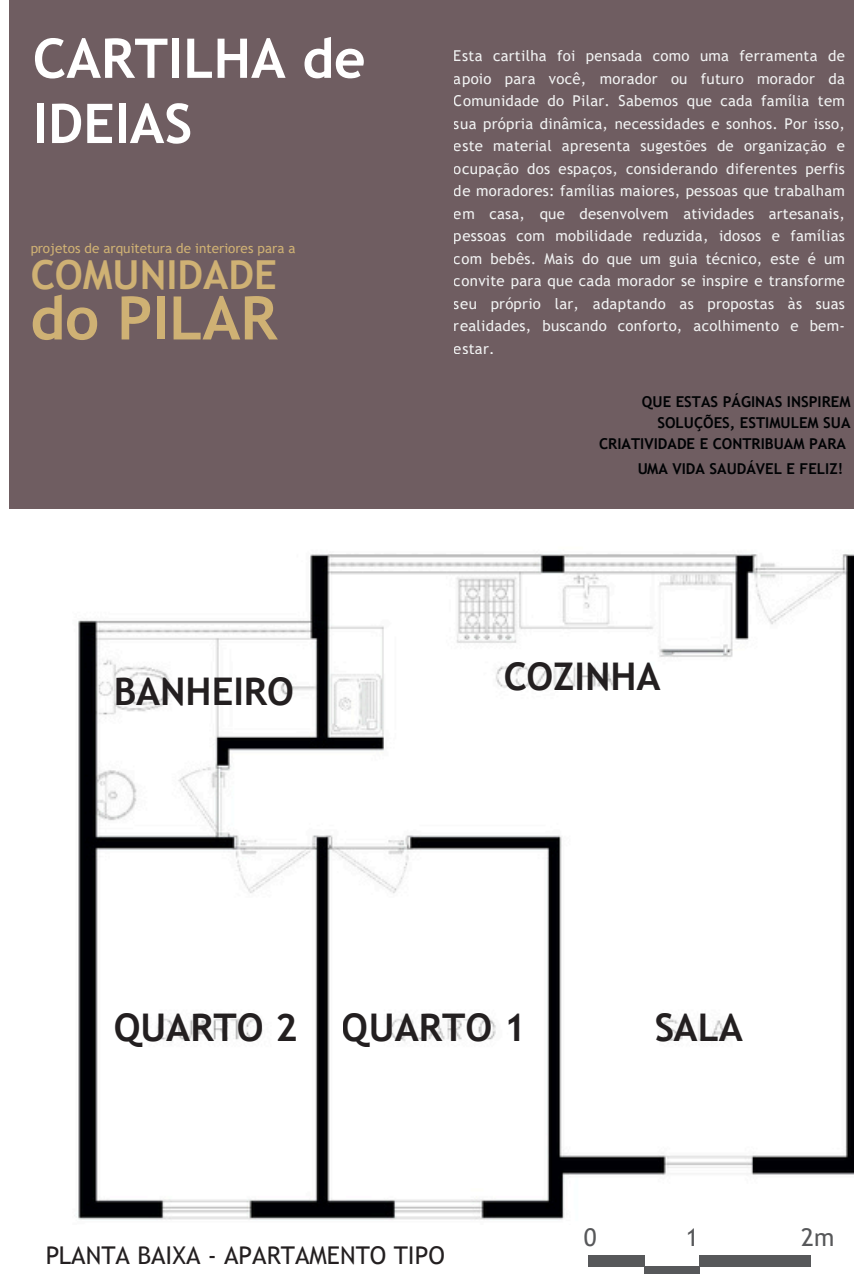 CARTILHA de
IDEIAS
projetos de arquitetura de interiores para a
COMUNIDADE
do PILAR
Esta cartilha foi pensada como uma ferramenta de
apoio para você, morador ou futuro morador da
Comunidade do Pilar. Sabemos que cada família tem
sua própria dinâmica, necessidades e sonhos. Por isso,
este material apresenta sugestões de organização e
ocupação dos espaços, considerando diferentes perfis
de moradores: famílias maiores, pessoas que trabalham
em casa, que desenvolvem atividades artesanais,
pessoas com mobilidade reduzida, idosos e famílias
com bebês. Mais do que um guia técnico, este é um
convite para que cada morador se inspire e transforme
seu próprio lar, adaptando as propostas às suas
realidades, buscando conforto, acolhimento e bem-
estar.
QUE ESTAS PÁGINAS INSPIREM
SOLUÇÕES, ESTIMULEM SUA
CRIATIVIDADE E CONTRIBUAM PARA
UMA VIDA SAUDÁVEL E FELIZ!
BANHEIRO
COZINHA
QUARTO 2
QUARTO 1
SALA
PLANTA BAIXA - APARTAMENTO TIPO
0 1 2m